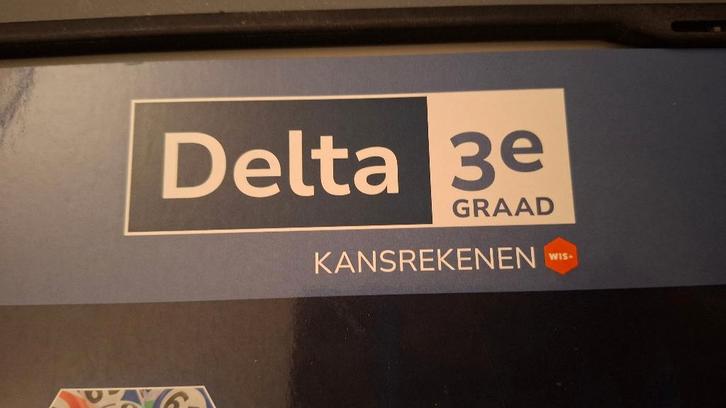 Delta 3e
GRAAD
KANSREKENEN WIS+